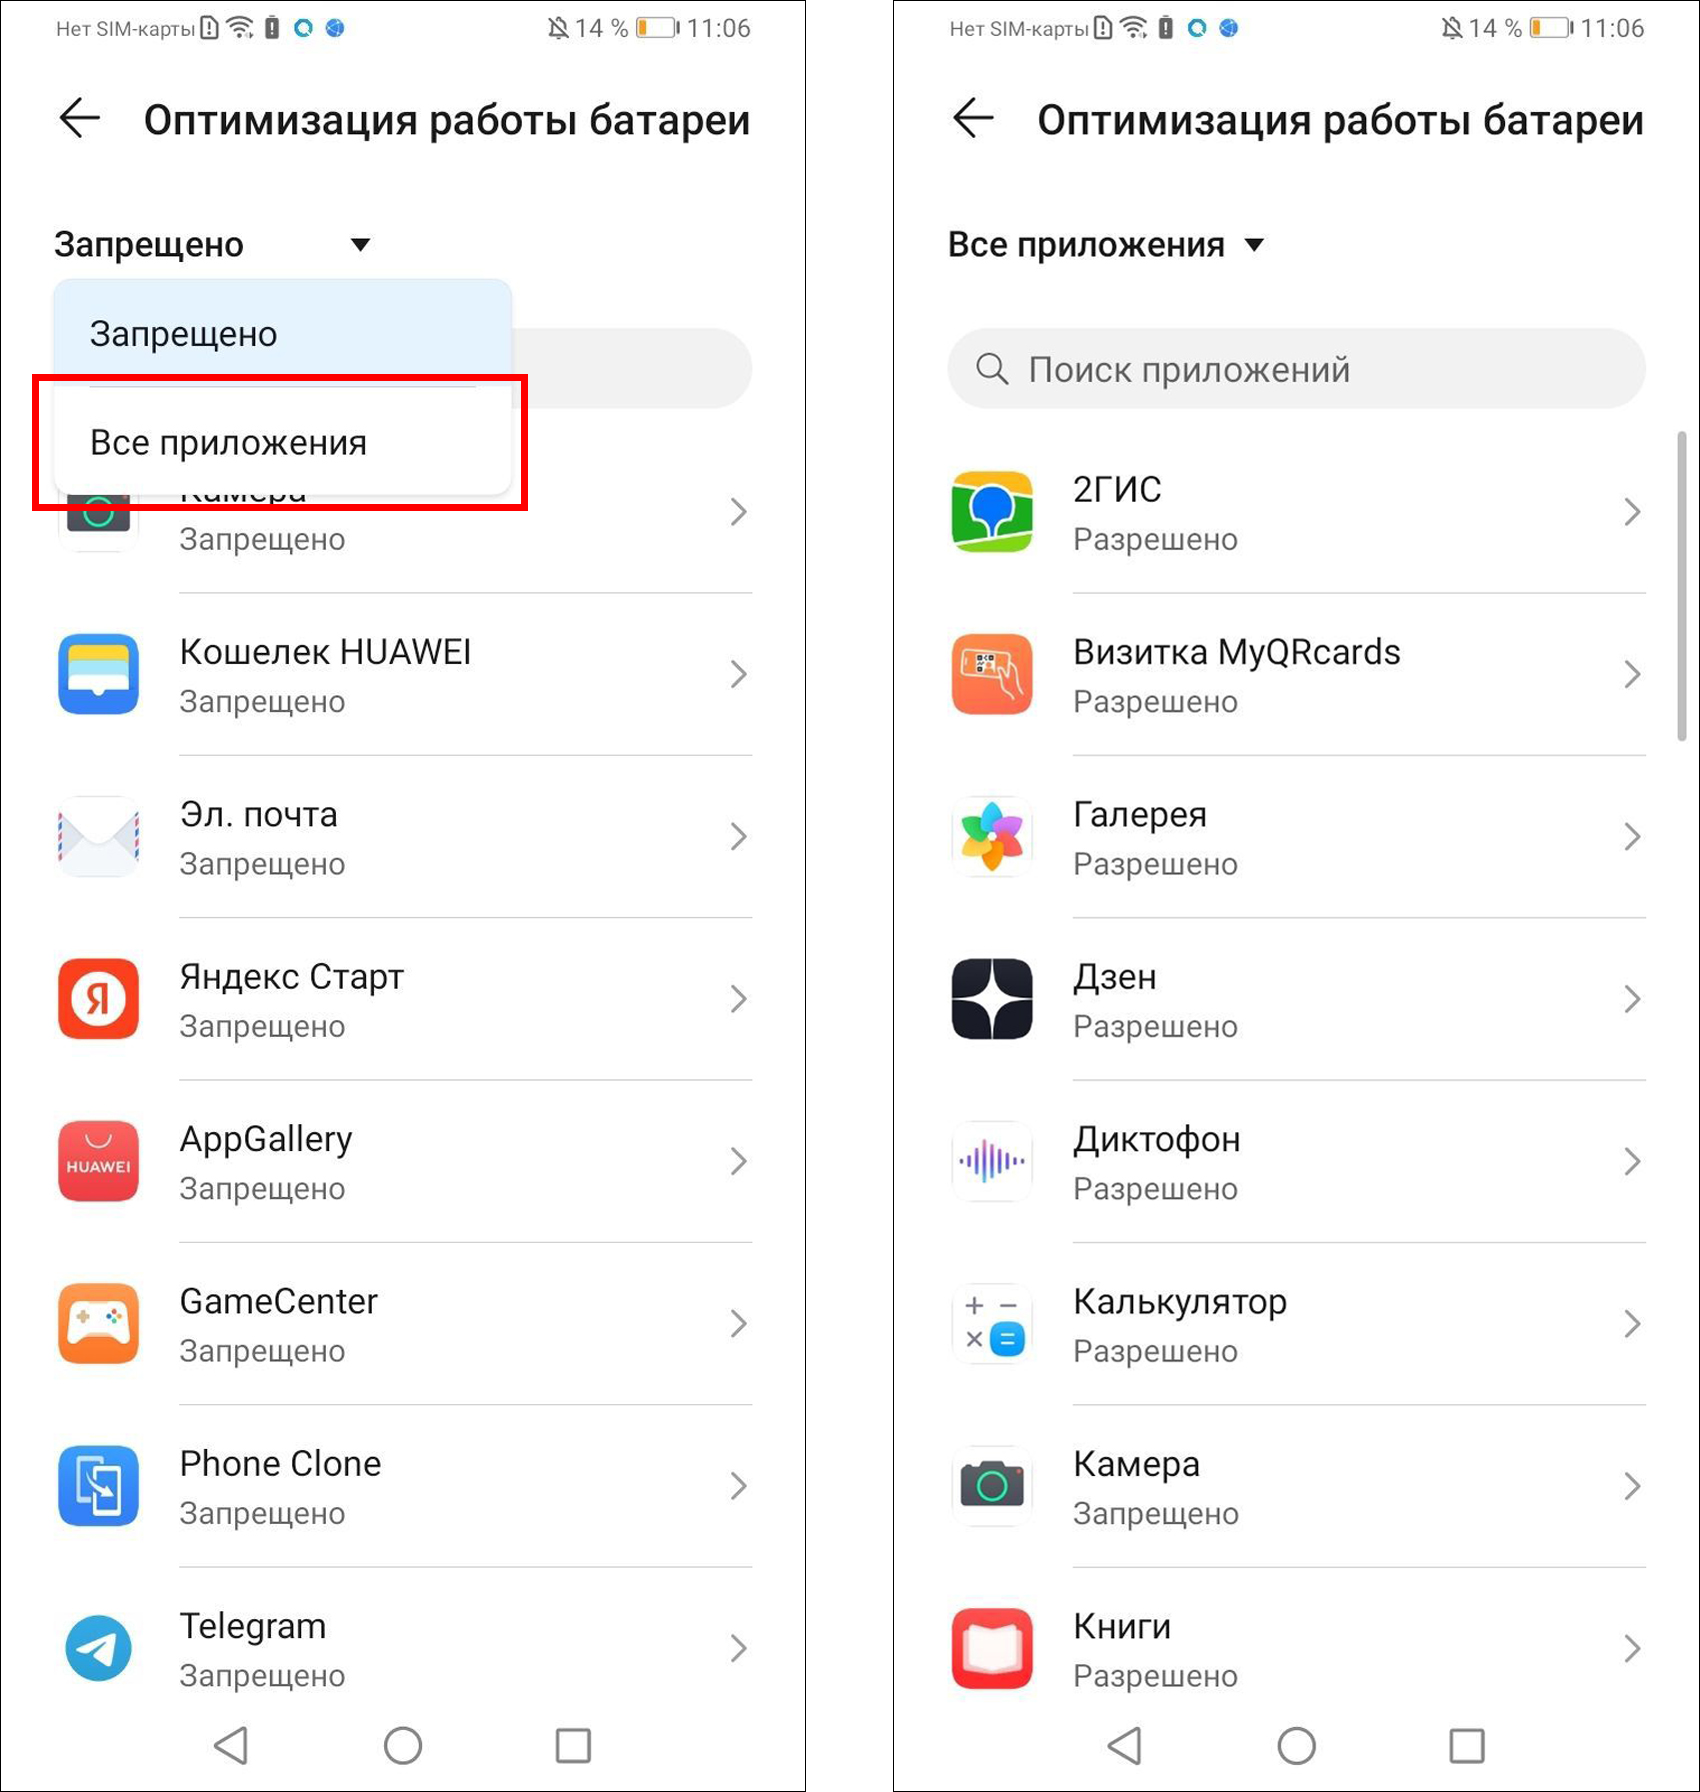 Нет SIM-карты 14 % 11:06
Оптимизация работы батареи
Запрещено
Запрещено
Все приложения
Камера
Запрещено
Кошелек HUAWEI
Запрещено
Эл. почта
Запрещено
Я
Яндекс Старт
Запрещено
HUAWEI
AppGallery
Запрещено
GameCenter
Запрещено
Phone Clone
Запрещено
Telegram
Запрещено
Нет SIM-карты 14 % 11:06
Оптимизация работы батареи
Все приложения
Поиск приложений
2ГИС
Разрешено
Визитка MyQRcards
Разрешено
Галерея
Разрешено
Дзен
Разрешено
Диктофон
Разрешено
Калькулятор
Разрешено
Камера
Запрещено
Книги
Разрешено